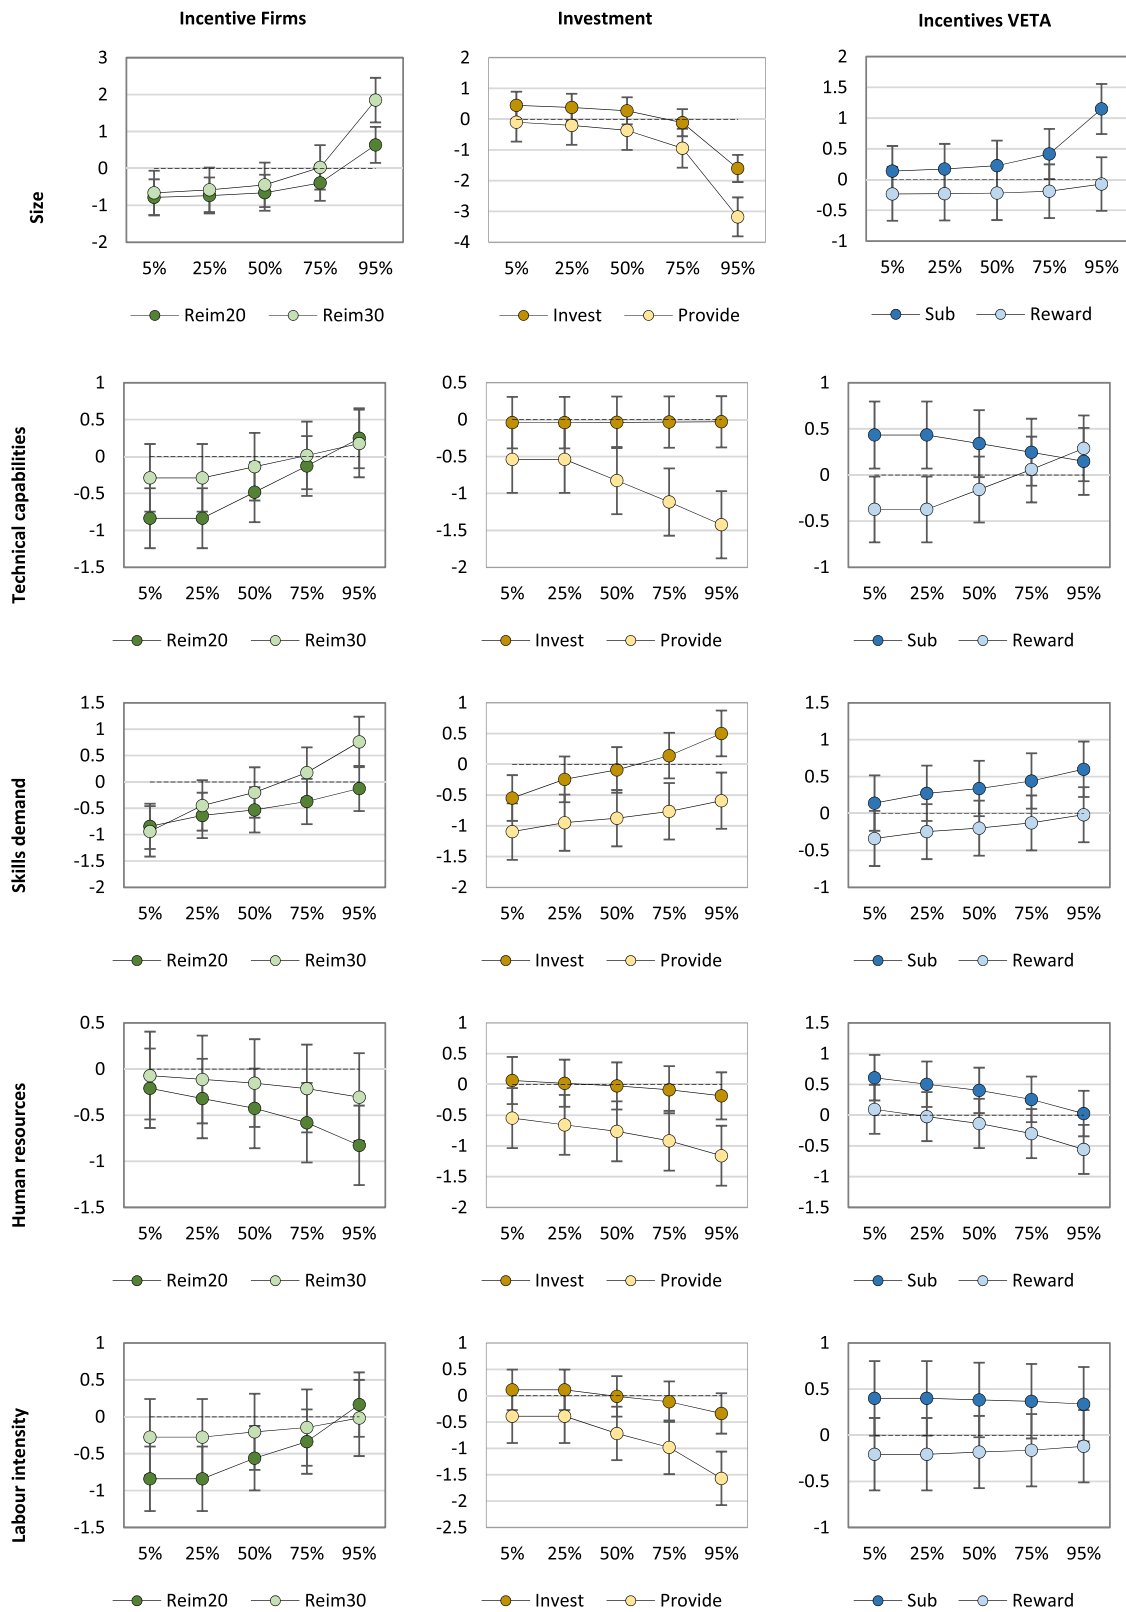 Incentive Firms Investment Incentives VETA
Size
3
2
1
0
-1
-2
5% 25% 50% 75% 95%
Reim20 Reim30
2
1
0
-1
-2
-3
-4
5% 25% 50% 75% 95%
Invest Provide
2
1.5
1
0.5
0
-0.5
-1
5% 25% 50% 75% 95%
Sub Reward
Technical capabilities
1
0.5
0
-0.5
-1
-1.5
5% 25% 50% 75% 95%
Reim20 Reim30
0.5
0
-0.5
-1
-1.5
-2
5% 25% 50% 75% 95%
Invest Provide
1
0.5
0
-0.5
-1
5% 25% 50% 75% 95%
Sub Reward
Skills demand
1.5
1
0.5
0
-0.5
-1
-1.5
-2
5% 25% 50% 75% 95%
Reim20 Reim30
1
0.5
0
-0.5
-1
-1.5
-2
5% 25% 50% 75% 95%
Invest Provide
1.5
1
0.5
0
-0.5
-1
5% 25% 50% 75% 95%
Sub Reward
Human resources
0.5
0
-0.5
-1
-1.5
5% 25% 50% 75% 95%
Reim20 Reim30
1
0.5
0
-0.5
-1
-1.5
-2
5% 25% 50% 75% 95%
Invest Provide
1.5
1
0.5
0
-0.5
-1
-1.5
5% 25% 50% 75% 95%
Sub Reward
Labour intensity
1
0.5
0
-0.5
-1
-1.5
5% 25% 50% 75% 95%
Reim20 Reim30
1
0.5
0
-0.5
-1
-1.5
-2
-2.5
5% 25% 50% 75% 95%
Invest Provide
1
0.5
0
-0.5
-1
5% 25% 50% 75% 95%
Sub Reward